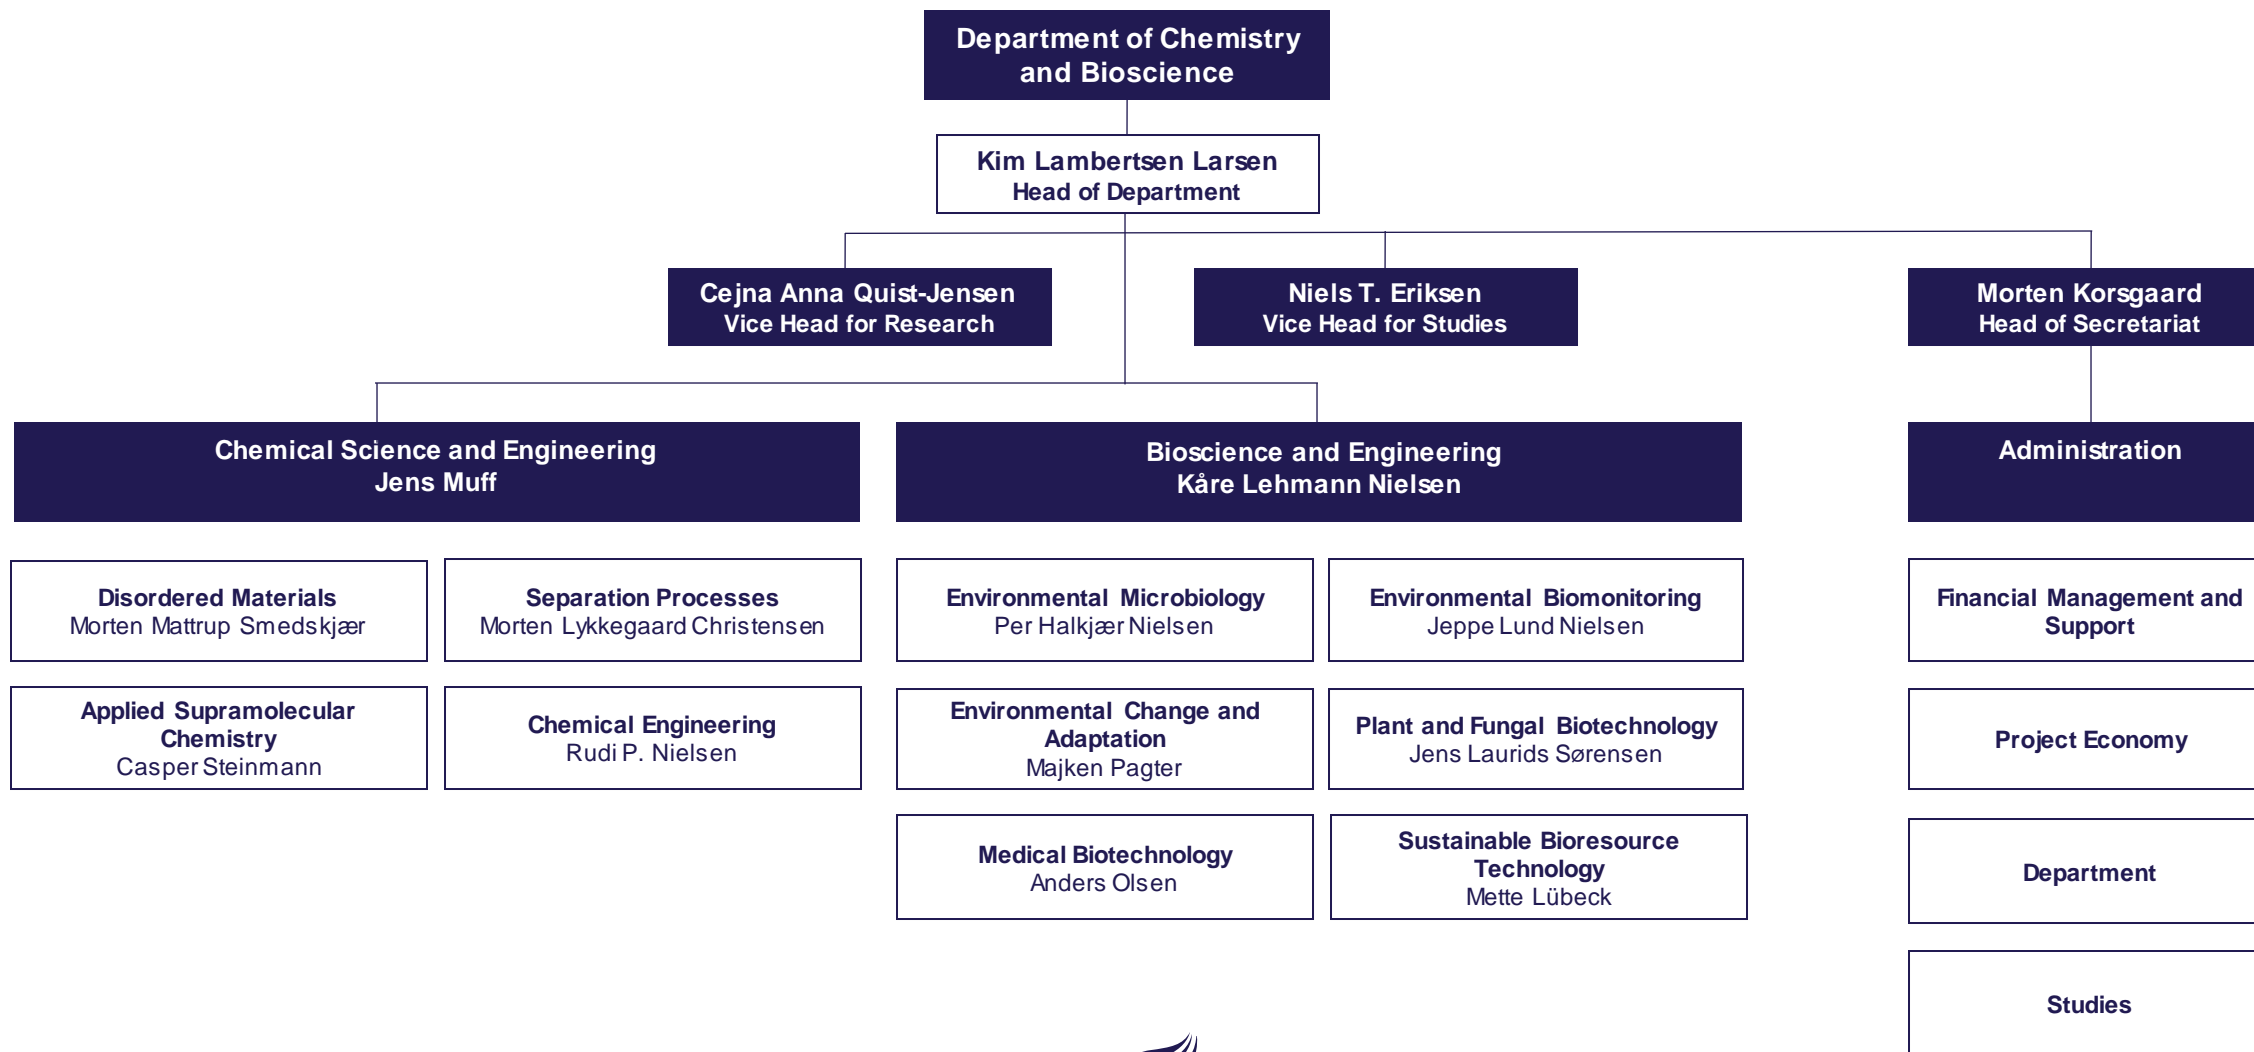 Department of Chemistry
and Bioscience
Kim Lambertsen Larsen
Head of Department
Cejna Anna Quist-Jensen
Vice Head for Research
Niels T. Eriksen
Vice Head for Studies
Morten Korsgaard
Head of Secretariat
Chemical Science and Engineering
Jens Muff
Bioscience and Engineering
Kåre Lehmann Nielsen
Administration
Disordered Materials
Morten Mattrup Smedskjær
Separation Processes
Morten Lykkegaard Christensen
Environmental Microbiology
Per Halkjær Nielsen
Environmental Biomonitoring
Jeppe Lund Nielsen
Financial Management and
Support
Applied Supramolecular
Chemistry
Casper Steinmann
Chemical Engineering
Rudi P. Nielsen
Environmental Change and
Adaptation
Majken Pagter
Plant and Fungal Biotechnology
Jens Laurids Sørensen
Project Economy
Medical Biotechnology
Anders Olsen
Sustainable Bioresource
Technology
Mette Lübeck
Department
Studies